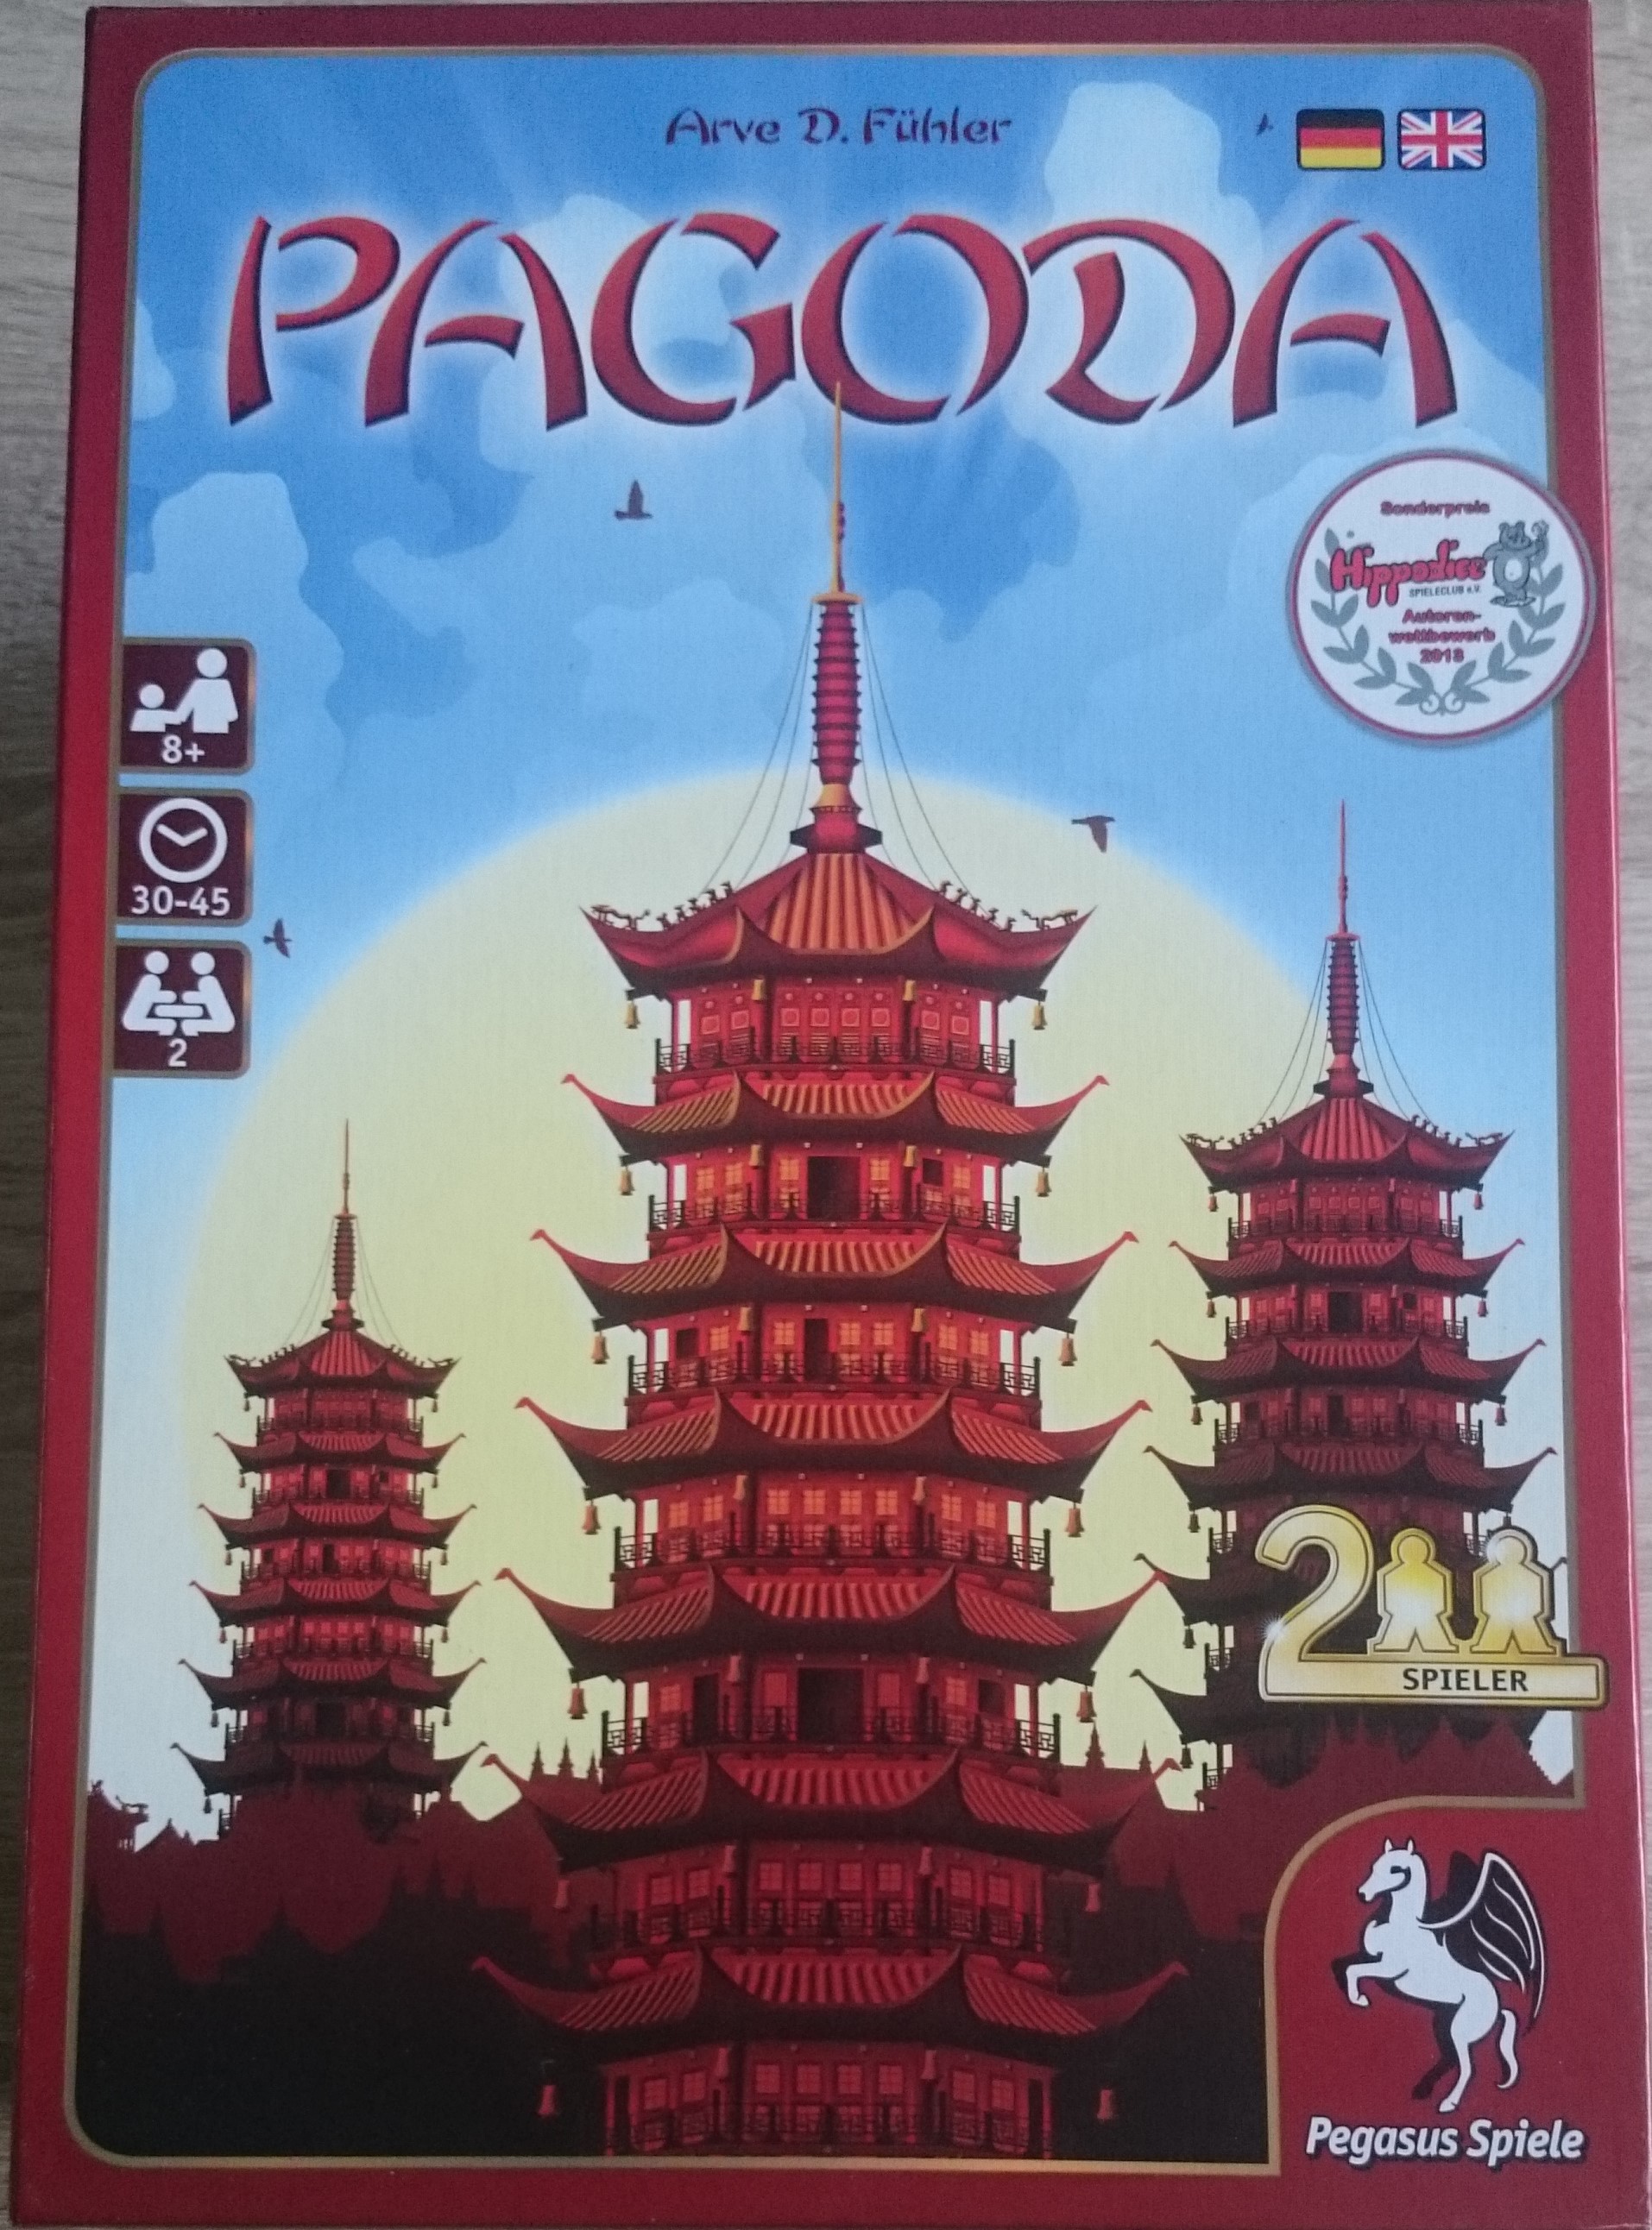 Arve D. Fühler
PAGODA
Sonderpreis
Hippodice
SPIELECLUB e.V.
Autoren-
wettbewerb
2013
8+
30-45
2
2
SPIELER
Pegasus Spiele